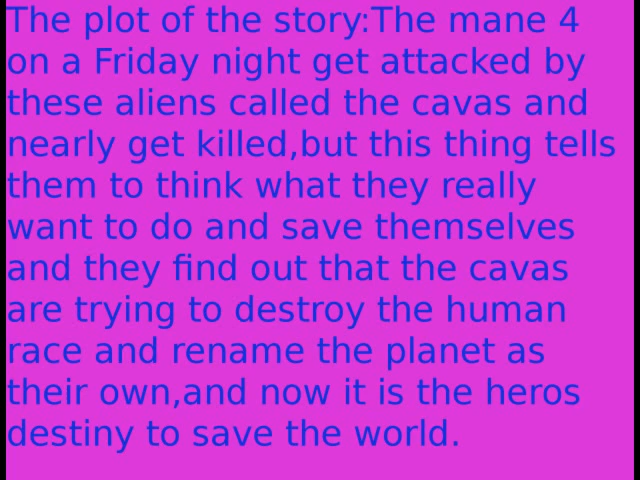 The plot of the story:The mane 4
on a Friday night get attacked by
these aliens called the cavas and
nearly get killed,but this thing tells
them to think what they really
want to do and save themselves
and they find out that the cavas
are trying to destroy the human
race and rename the planet as
their own,and now it is the heros
destiny to save the world.